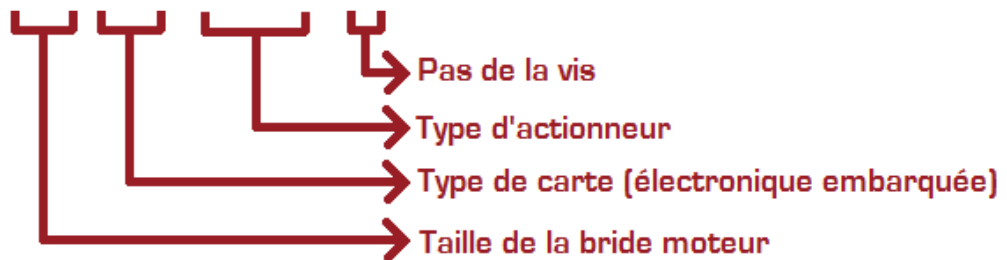 Pas de la vis
Type d'actionneur
Type de carte (électronique embarquée)
Taille de la bride moteur